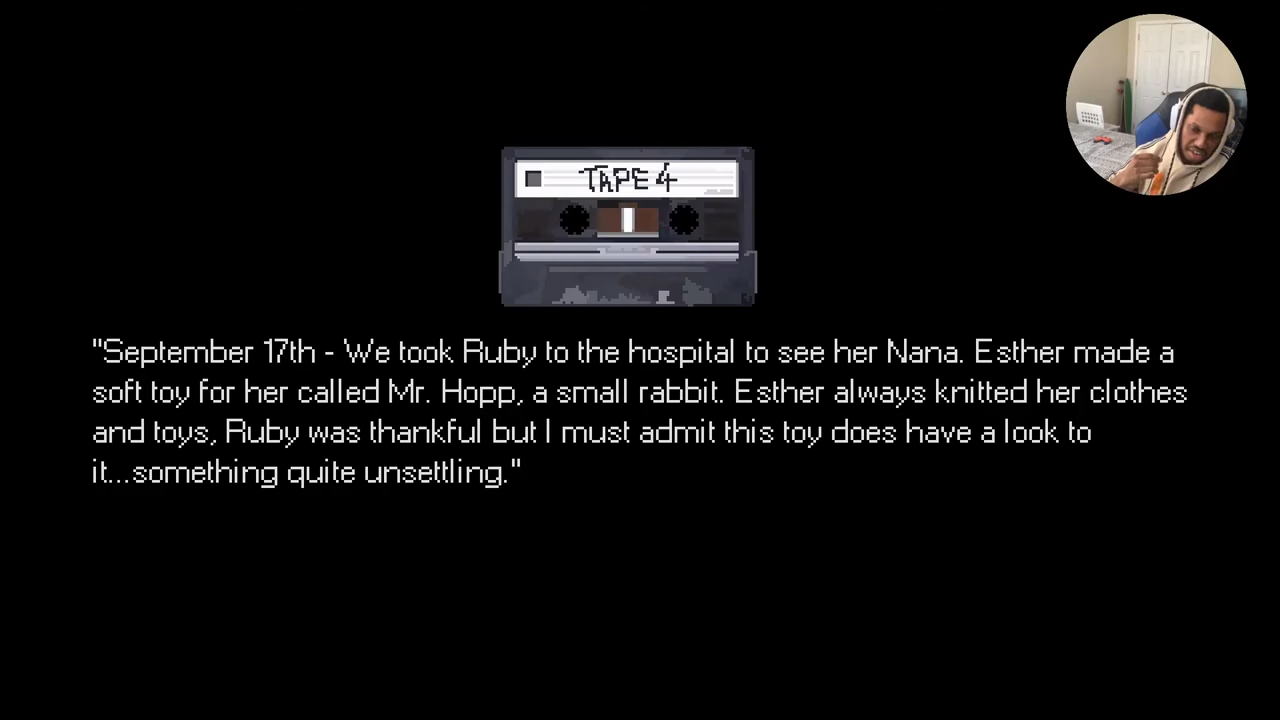 TAPE 4
"September 17th - We took Ruby to the hospital to see her Nana. Esther made a
soft toy for her called Mr. Hopp, a small rabbit. Esther always knitted her clothes
and toys, Ruby was thankful but I must admit this toy does have a look to
it...something quite unsettling."